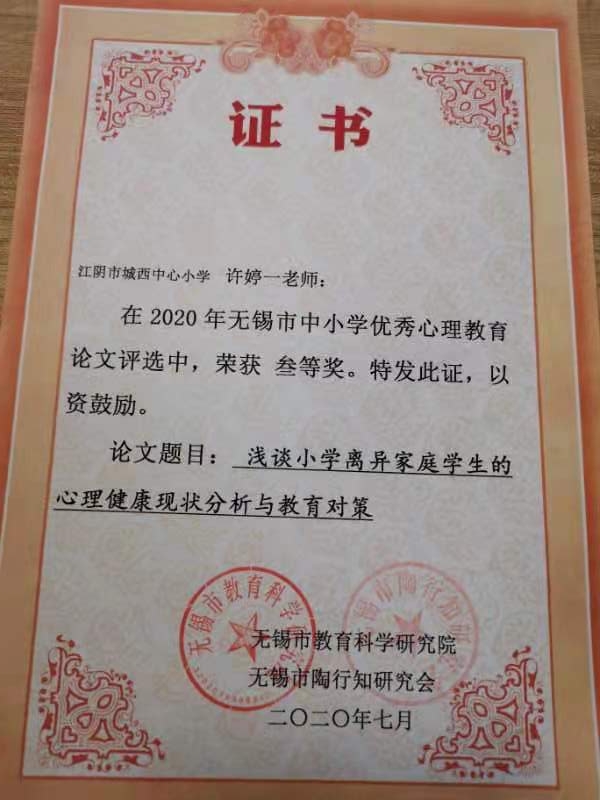 证书
江阴市城西中心小学 许婷一老师：
在 2020 年无锡市中小学优秀心理教育
论文评选中，荣获 叁等奖。特发此证，以
资鼓励。
论文题目：浅谈小学离异家庭学生的
心理健康现状分析与教育对策
无锡市教育科学研究院
无锡市陶行知研究会
二〇二〇年七月